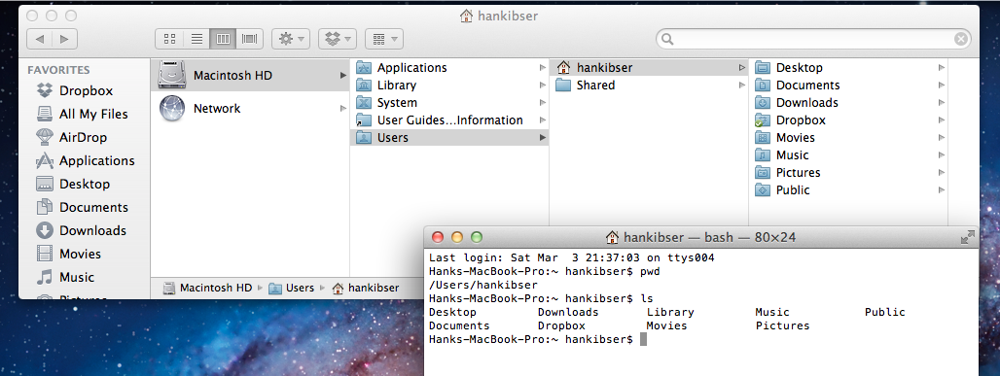 hankibser
FAVORITES
Dropbox
All My Files
AirDrop
Applications
Desktop
Documents
Downloads
Movies
Music
Macintosh HD
Network
Applications
Library
System
User Guides...Information
Users
hankibser
Shared
Desktop
Documents
Downloads
Dropbox
Movies
Music
Pictures
Public
Macintosh HD Users hankibser
hankibser — bash — 80×24
Last login: Sat Mar  3 21:37:03 on ttys004
Hanks-MacBook-Pro:~ hankibser$ pwd
/Users/hankibser
Hanks-MacBook-Pro:~ hankibser$ ls
Desktop Downloads Library Music Public
Documents Dropbox Movies Pictures
Hanks-MacBook-Pro:~ hankibser$